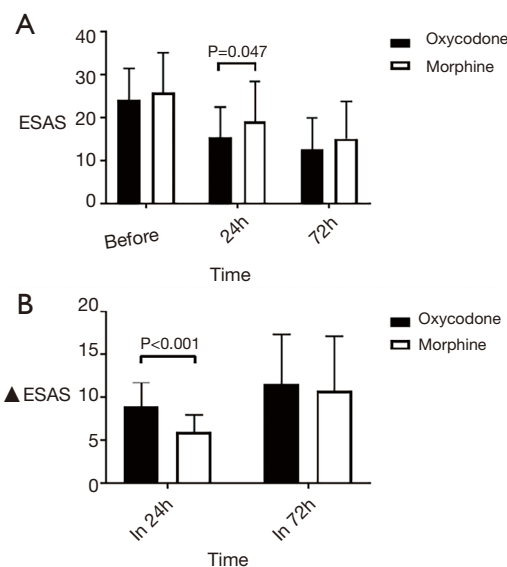 A
40
30
20
10
0
ESAS
P=0.047
Oxycodone
Morphine
Before
24h
72h
Time
B
20
15
10
5
0
▲ESAS
P<0.001
Oxycodone
Morphine
In 24h
In 72h
Time